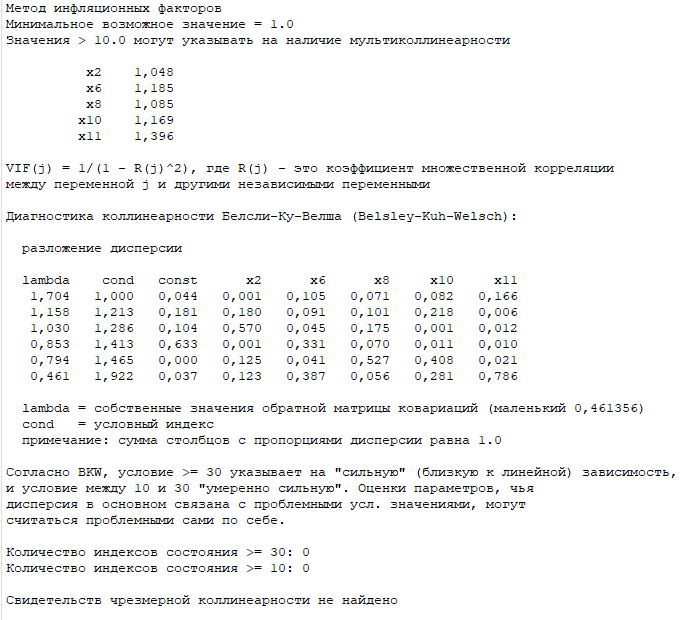 Метод инфляционных факторов
Минимальное возможное значение = 1.0
Значения > 10.0 могут указывать на наличие мультиколлинеарности
x2 1,048
x6 1,185
x8 1,085
x10 1,169
x11 1,396
VIF(j) = 1/(1 - R(j)^2), где R(j) - это коэффициент множественной корреляции
между переменной j и другими независимыми переменными
Диагностика коллинеарности Белсли-Ку-Велша (Belsley-Kuh-Welsch):
разложение дисперсии
lambda cond const x2 x6 x8 x10 x11
1,704 1,000 0,044 0,001 0,105 0,071 0,082 0,166
1,158 1,213 0,181 0,180 0,091 0,101 0,218 0,006
1,030 1,286 0,104 0,570 0,045 0,175 0,001 0,012
0,853 1,413 0,633 0,001 0,331 0,070 0,011 0,010
0,794 1,465 0,000 0,125 0,041 0,527 0,408 0,021
0,461 1,922 0,037 0,123 0,387 0,056 0,281 0,786
lambda = собственные значения обратной матрицы ковариаций (маленький 0,461356)
cond = условный индекс
примечание: сумма столбцов с пропорциями дисперсии равна 1.0
Согласно BKW, условие >= 30 указывает на "сильную" (близкую к линейной) зависимость,
и условие между 10 и 30 "умеренно сильную". Оценки параметров, чья
дисперсия в основном связана с проблемными усл. значениями, могут
считаться проблемными сами по себе.
Количество индексов состояния >= 30: 0
Количество индексов состояния >= 10: 0
Свидетельств чрезмерной коллинеарности не найдено